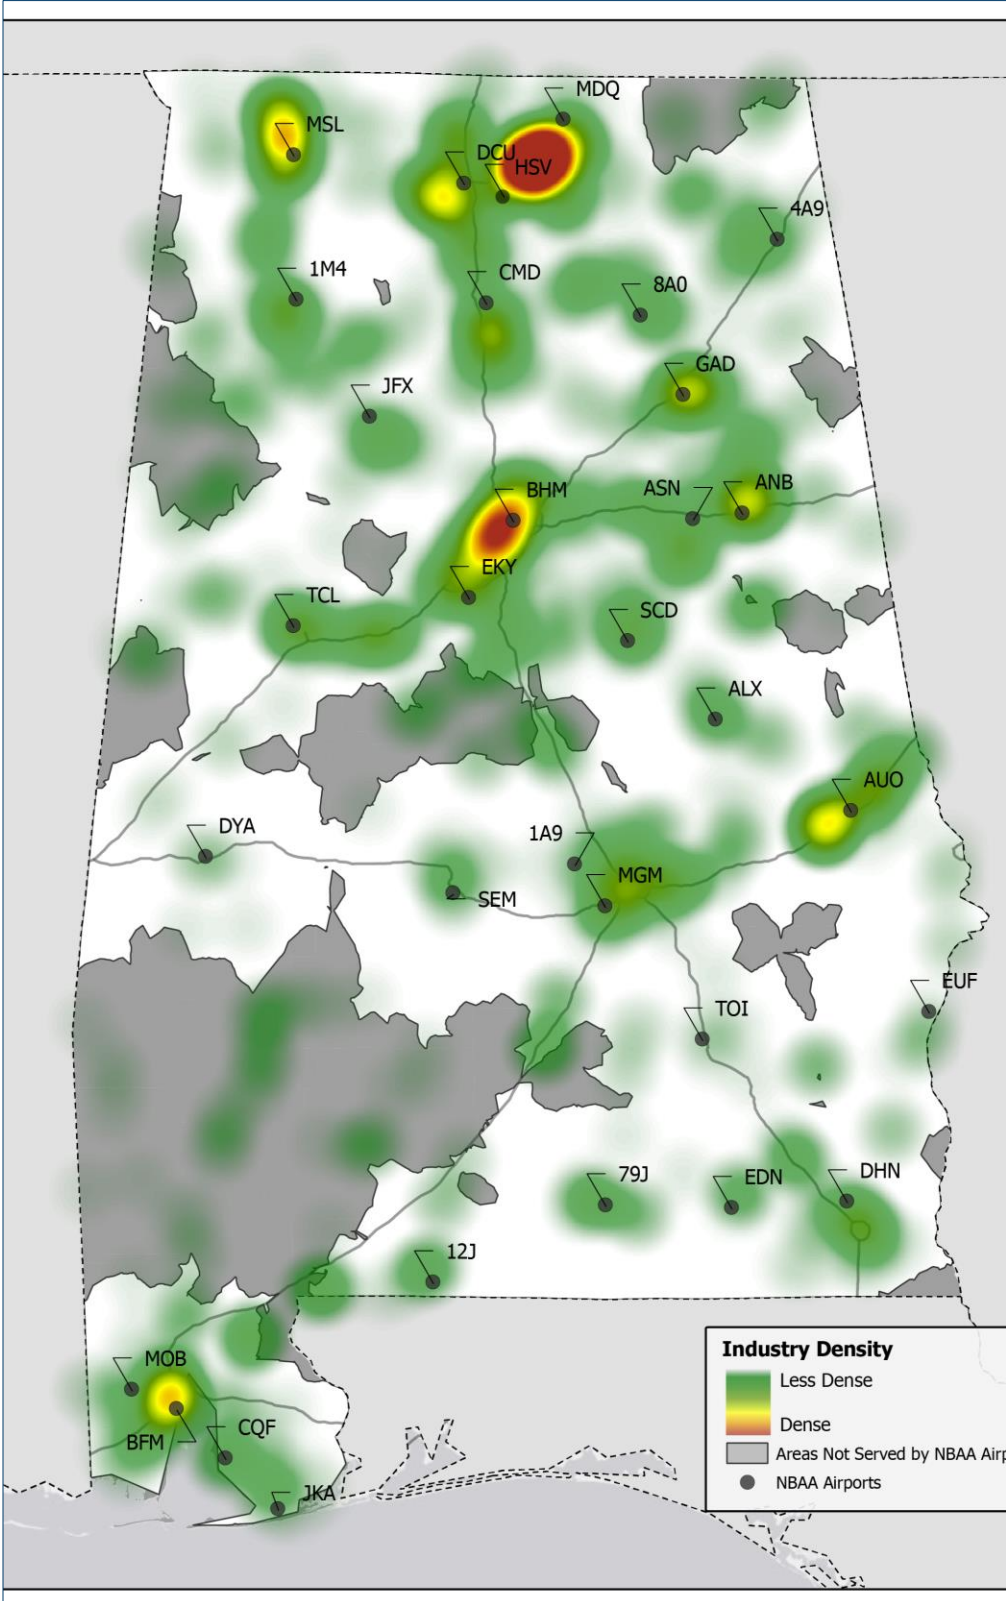 MDQ
MSL
DCU
HSV
4A9
1M4
CMD
8A0
GAD
JFX
BHM
ASN
ANB
EKY
TCL
SCD
ALX
AUO
DYA
1A9
MGM
SEM
EUF
TOI
79J
EDN
DHN
12J
MOB
BFM
CQF
JKA
Industry Density
Less Dense
Dense
Areas Not Served by NBAA Airp
NBAA Airports